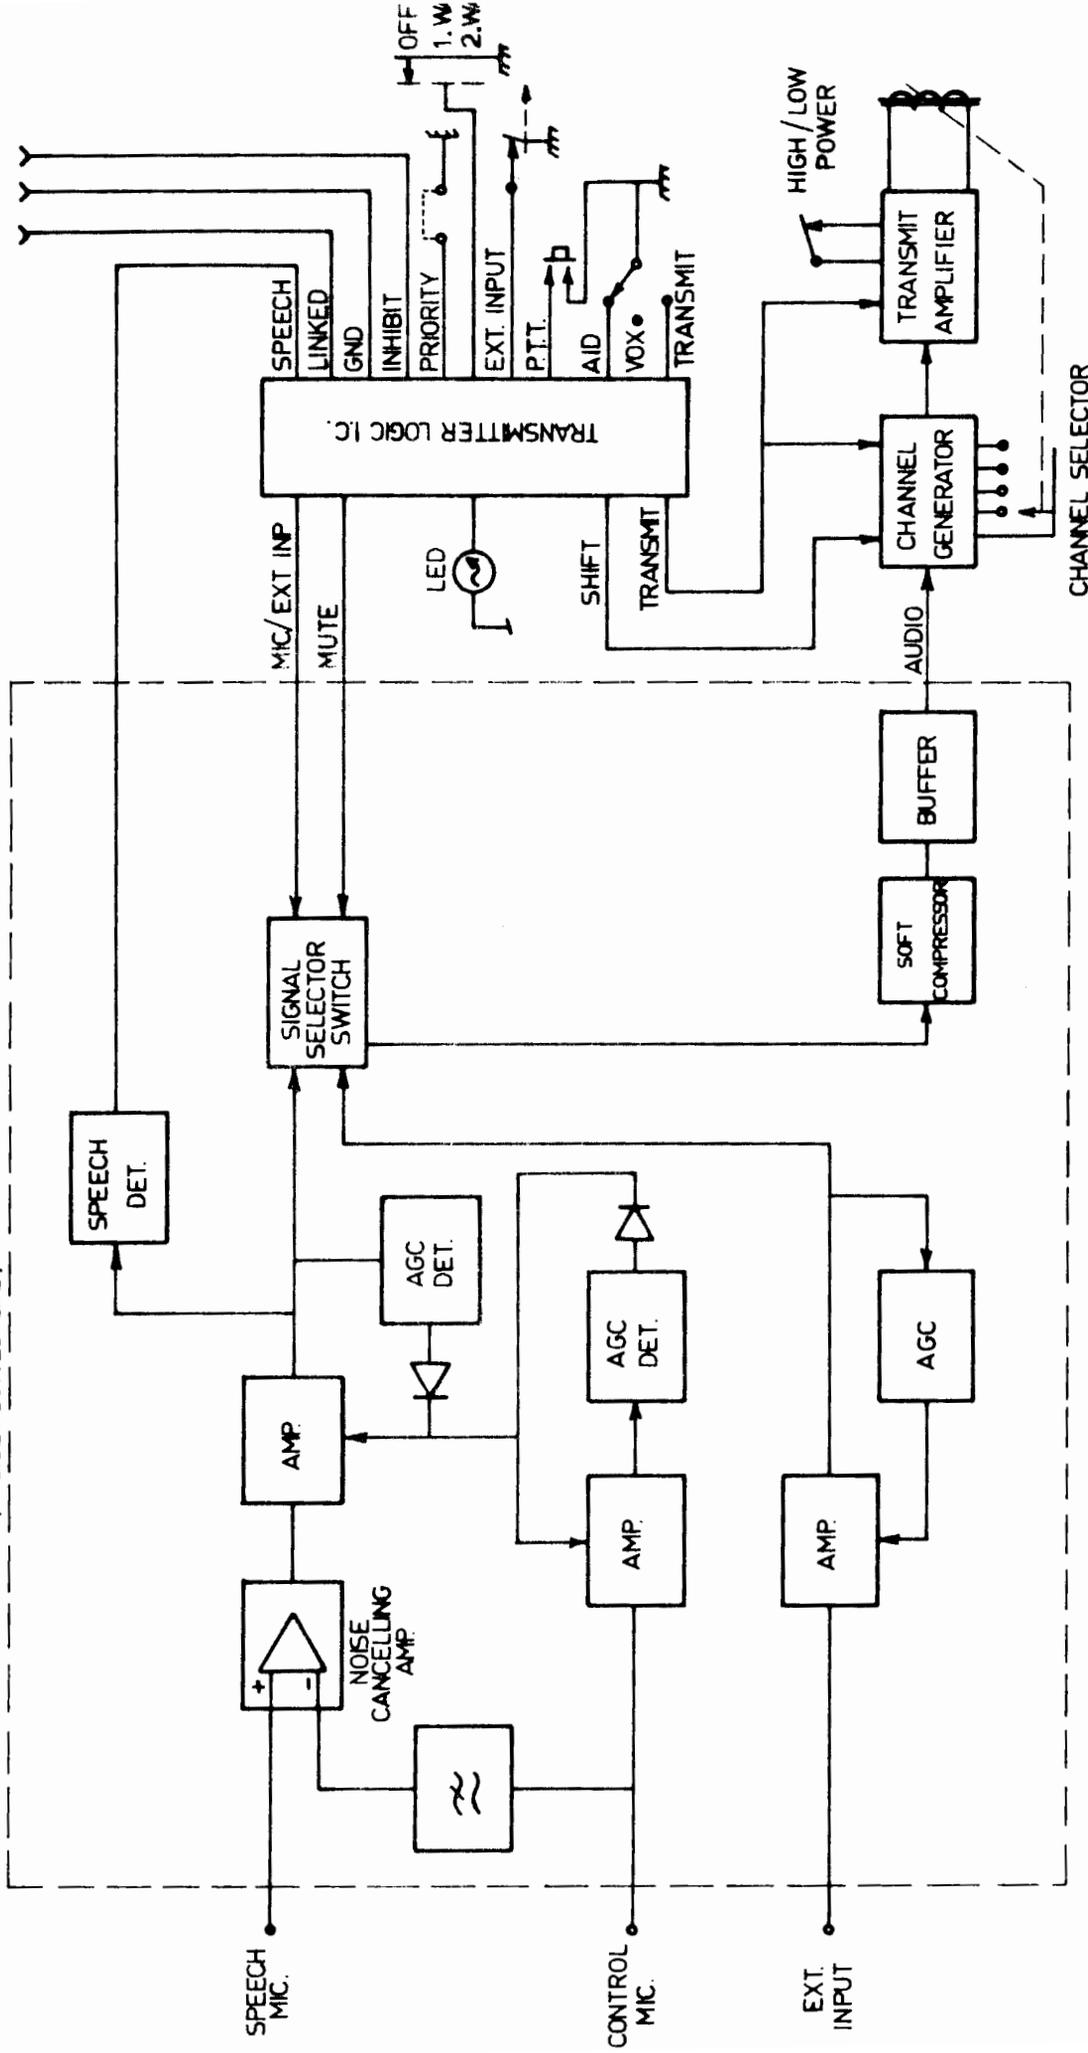 SPEECH
MIC.
CONTROL
MIC.
EXT.
INPUT
+
-
NOISE
CANCELLING
AMP.
AMP.
AMP.
AMP.
SPEECH
DET.
AGC
DET.
AGC
DET.
AGC
SIGNAL
SELECTOR
SWITCH
SOFT
COMPRESSOR
BUFFER
AUDIO
MIC/EXT INP
MUTE
LED
SHIFT
TRANSMIT
TRANSMITTER LOGIC I.C.
SPEECH
LINKED
GND
INHIBIT
PRIORITY
EXT. INPUT
P.T.T.
AID
VOX
TRANSMIT
OFF
1.W
2.W
CHANNEL
GENERATOR
CHANNEL SELECTOR
TRANSMIT
AMPLIFIER
HIGH/LOW
POWER